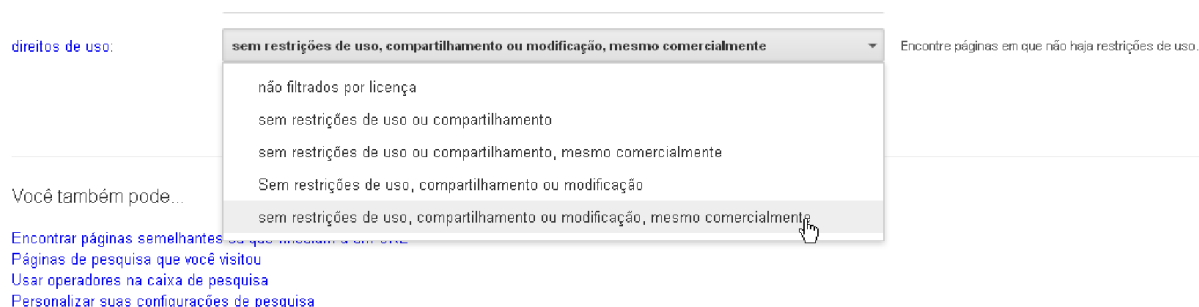 direitos de uso:
sem restrições de uso, compartilhamento ou modificação, mesmo comercialmente
Encontre páginas em que não haja restrições de uso.
não filtrados por licença
sem restrições de uso ou compartilhamento
sem restrições de uso ou compartilhamento, mesmo comercialmente
Sem restrições de uso, compartilhamento ou modificação
sem restrições de uso, compartilhamento ou modificação, mesmo comercialmente
Você também pode...
Encontrar páginas semelhantes
Páginas de pesquisa que você visitou
Usar operadores na caixa de pesquisa
Personalizar suas configurações de pesquisa